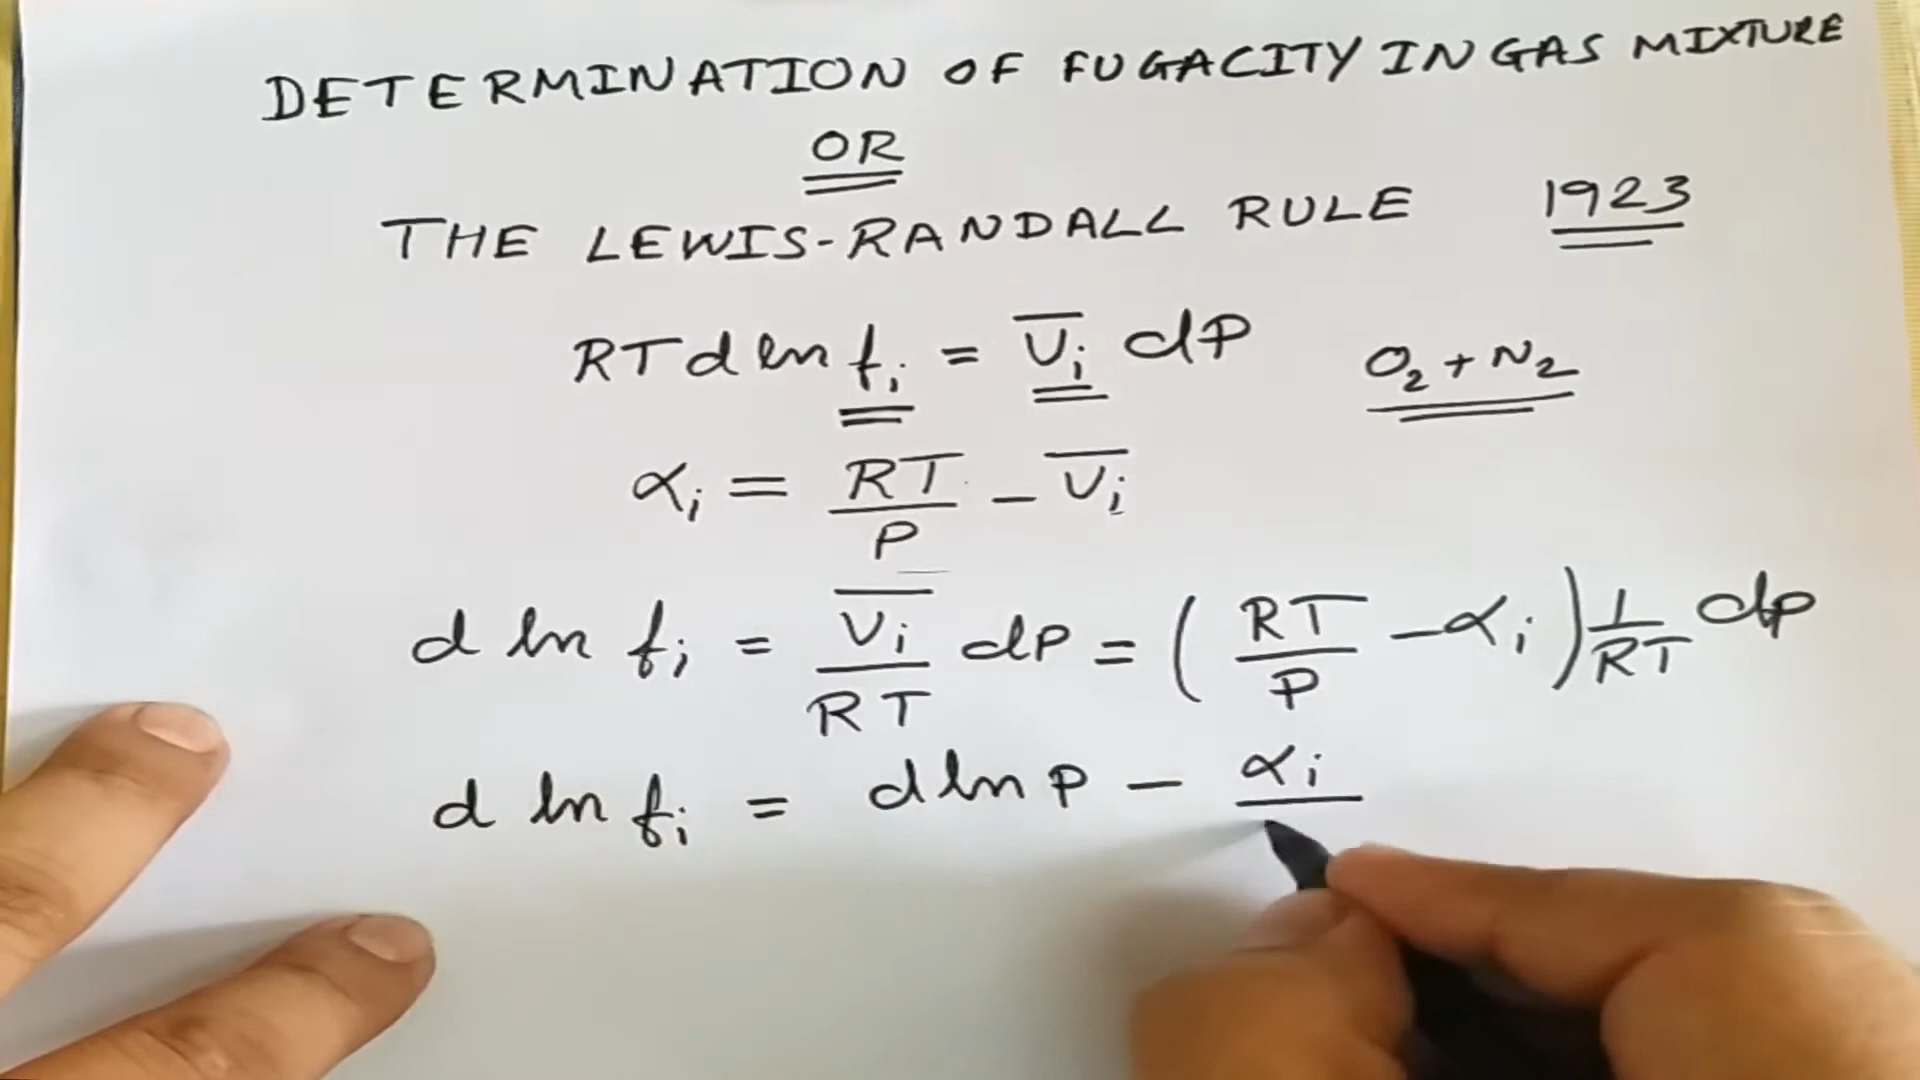 DETERMINATION OF FUGACITY IN GAS MIXTURE
OR
THE LEWIS-RANDALL RULE 1923
RT d ln f_i = V̅_i dP O₂ + N₂
α_i = RT/P - V̅_i
d ln f_i = V̅_i/RT dP = (RT/P - α_i) 1/RT dP
d ln f_i = d ln P - α_i/